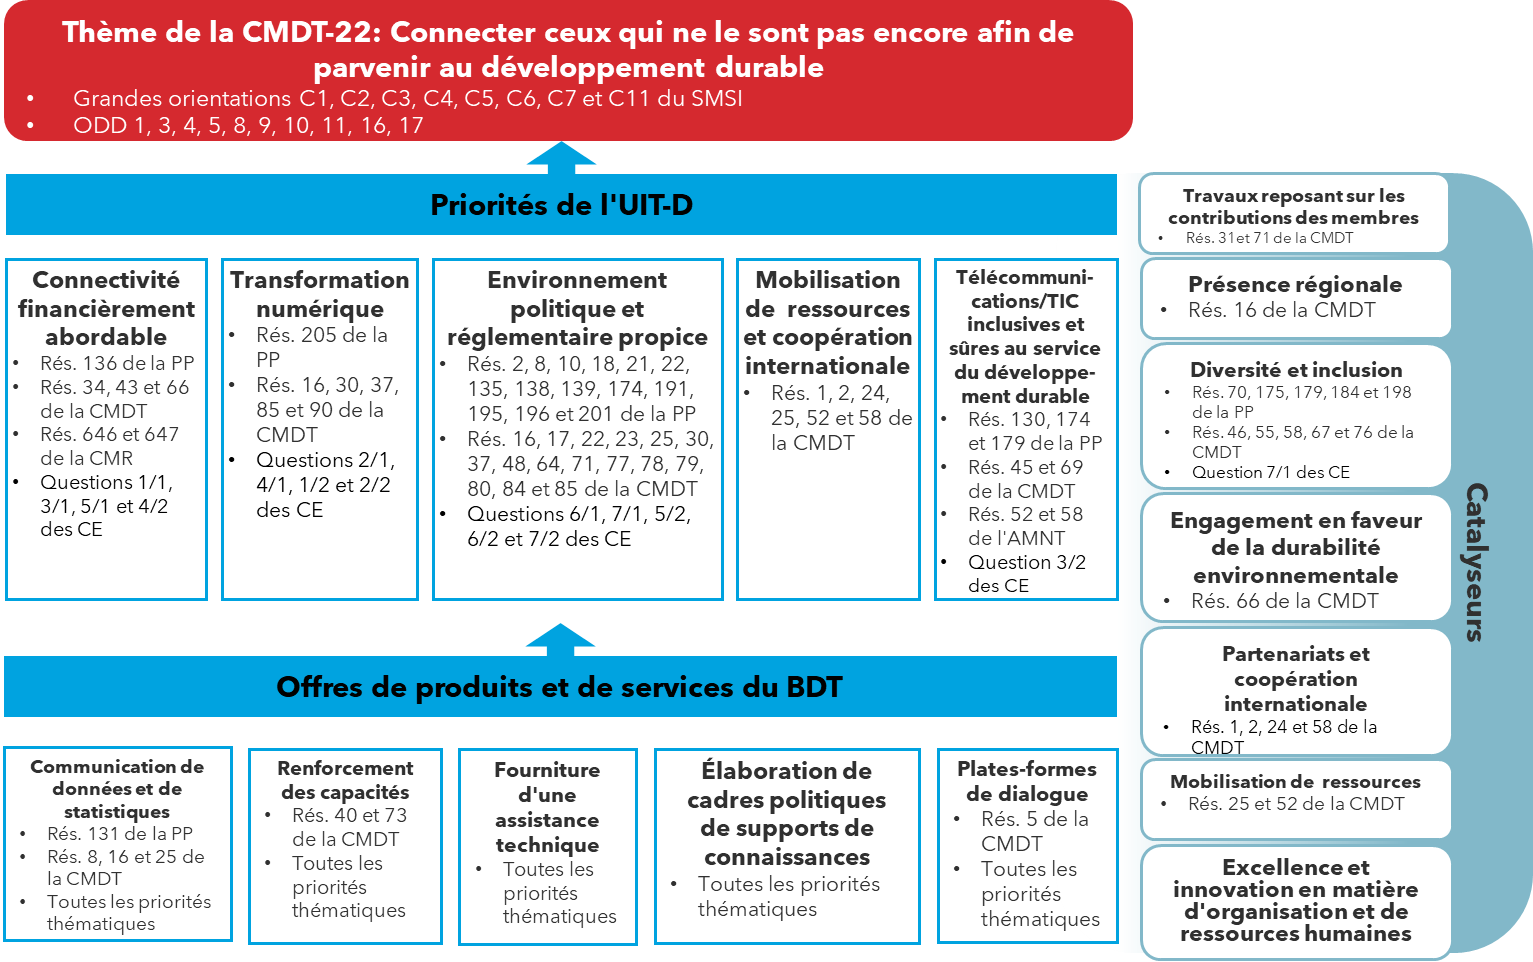 Thème de la CMDT-22: Connecter ceux qui ne le sont pas encore afin de
parvenir au développement durable
• Grandes orientations C1, C2, C3, C4, C5, C6, C7 et C11 du SMSI
• ODD 1, 3, 4, 5, 8, 9, 10, 11, 16, 17
Priorités de l'UIT-D
Connectivité
financièrement
abordable
• Rés. 136 de la PP
• Rés. 34, 43 et 66
de la CMDT
• Rés. 646 et 647
de la CMR
• Questions 1/1,
3/1, 5/1 et 4/2
des CE
Transformation
numérique
• Rés. 205 de la
PP
• Rés. 16, 30, 37,
85 et 90 de la
CMDT
• Questions 2/1,
4/1, 1/2 et 2/2
des CE
Environnement
politique et
réglementaire propice
• Rés. 2, 8, 10, 18, 21, 22,
135, 138, 139, 174, 191,
195, 196 et 201 de la PP
• Rés. 16, 17, 22, 23, 25, 30,
37, 48, 64, 71, 77, 78, 79,
80, 84 et 85 de la CMDT
• Questions 6/1, 7/1, 5/2,
6/2 et 7/2 des CE
Mobilisation
de ressources
et coopération
internationale
• Rés. 1, 2, 24,
25, 52 et 58 de
la CMDT
Télécommuni-
cations/TIC
inclusives et
sûres au service
du développe-
ment durable
• Rés. 130, 174
et 179 de la PP
• Rés. 45 et 69
de la CMDT
• Rés. 52 et 58
de l'AMNT
• Question 3/2
des CE
Offres de produits et de services du BDT
Communication de
données et de
statistiques
• Rés. 131 de la PP
• Rés. 8, 16 et 25 de
la CMDT
• Toutes les priorités
thématiques
Renforcement
des capacités
• Rés. 40 et 73
de la CMDT
• Toutes les
priorités
thématiques
Fourniture
d'une
assistance
technique
• Toutes les
priorités
thématiques
Élaboration de
cadres politiques
de supports de
connaissances
• Toutes les priorités
thématiques
Plates-formes
de dialogue
• Rés. 5 de la
CMDT
• Toutes les
priorités
thématiques
Travaux reposant sur les
contributions des membres
• Rés. 31et 71 de la CMDT
Présence régionale
• Rés. 16 de la CMDT
Diversité et inclusion
• Rés. 70, 175, 179, 184 et 198
de la PP
• Rés. 46, 55, 58, 67 et 76 de la
CMDT
• Question 7/1 des CE
Engagement en faveur
de la durabilité
environnementale
• Rés. 66 de la CMDT
Partenariats et
coopération
internationale
• Rés. 1, 2, 24 et 58 de la
CMDT
Mobilisation de ressources
• Rés. 25 et 52 de la CMDT
Excellence et
innovation en matière
d'organisation et de
ressources humaines
Catalyseurs